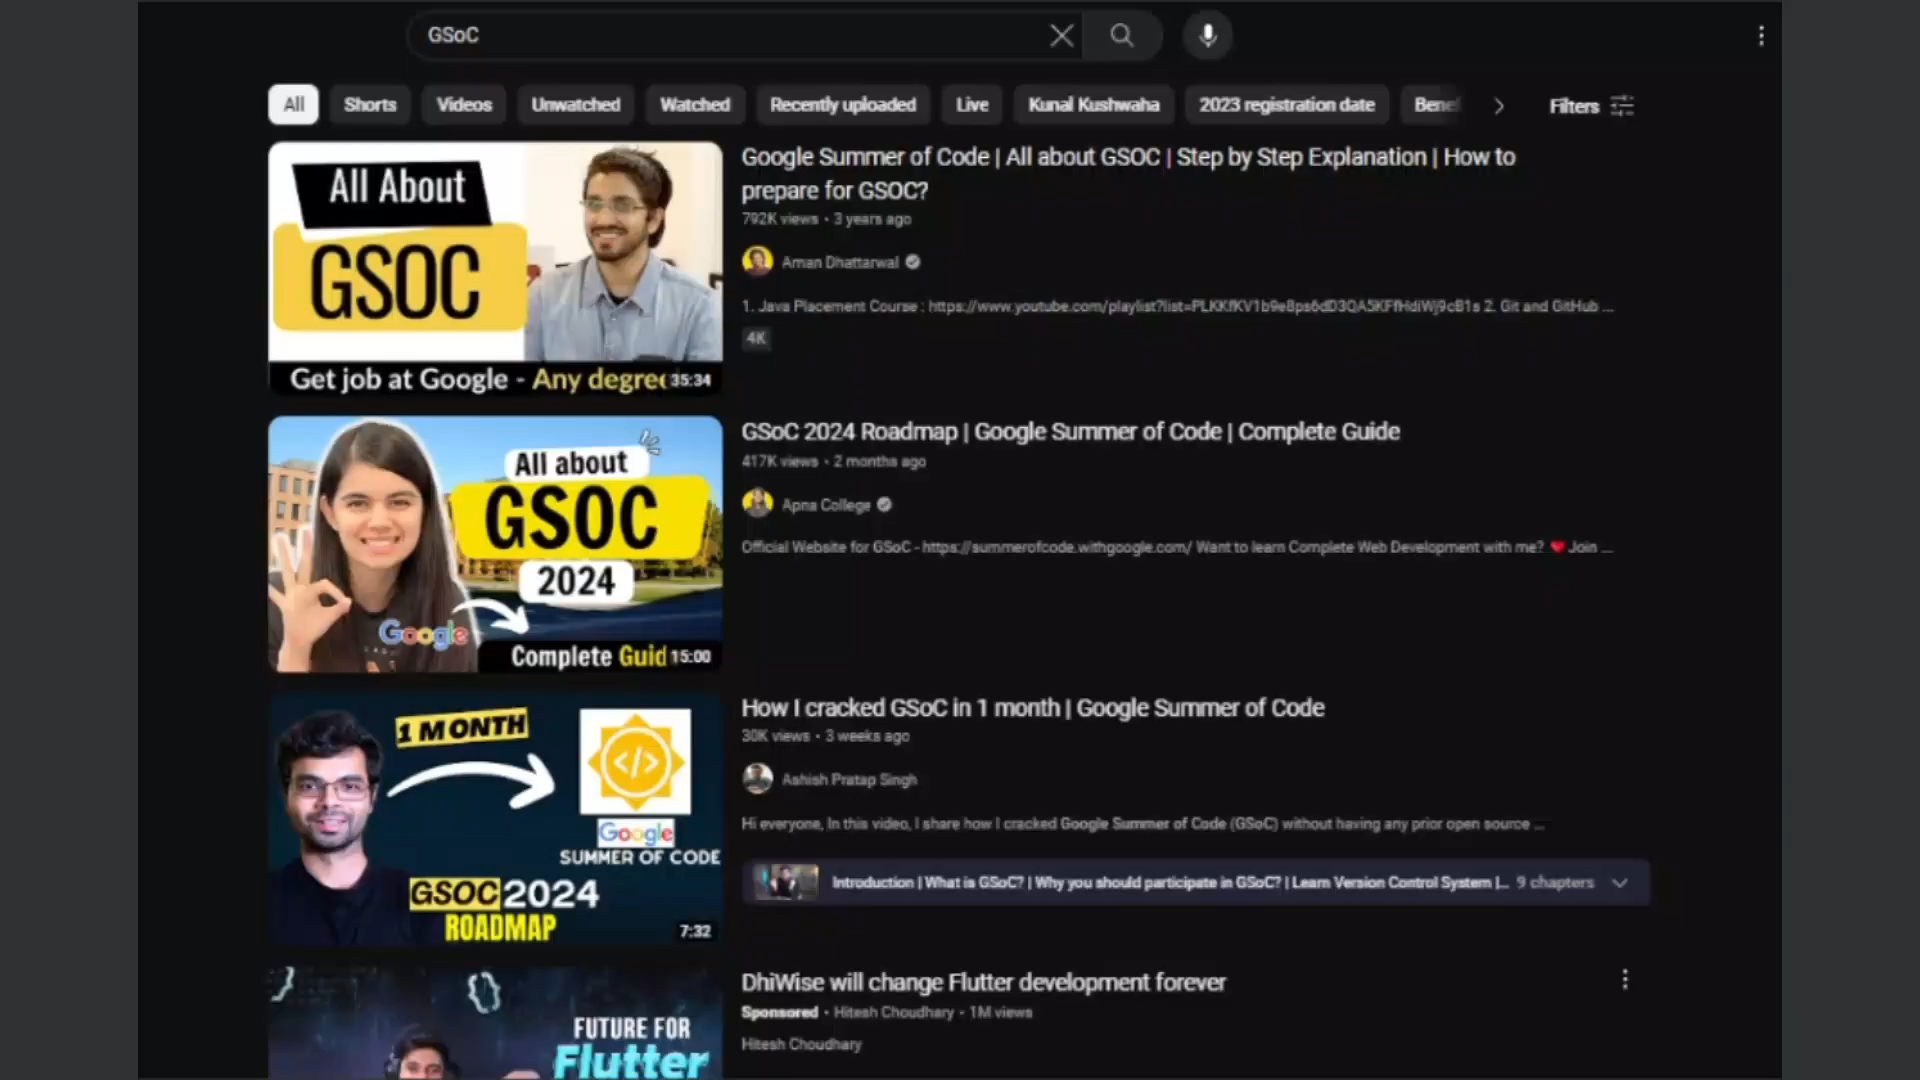 GSoC
All
Shorts
Videos
Unwatched
Watched
Recently uploaded
Live
Kunal Kushwaha
2023 registration date
Filters
All About
GSOC
Get job at Google - Any degree
35:34
Google Summer of Code | All about GSOC | Step by Step Explanation | How to
prepare for GSOC?
792K views • 3 years ago
Aman Dhattarwal
1. Java Placement Course : 2. Git and GitHub ...
4K
All about
GSOC
2024
Google
Complete Guid
15:00
GSoC 2024 Roadmap | Google Summer of Code | Complete Guide
417K views • 2 months ago
Apna College
Official Website for GSoC - https://summerofcode.withgoogle.com/ Want to learn Complete Web Development with me? ❤ Join ...
1 MONTH
</>
Google
SUMMER OF CODE
GSOC 2024
ROADMAP
7:32
How I cracked GSoC in 1 month | Google Summer of Code
30K views • 3 weeks ago
Ashish Pratap Singh
Hi everyone, In this video, I share how I cracked Google Summer of Code (GSoC) without having any prior open source ...
Introduction | What is GSoC? | Why you should participate in GSoC? | Learn Version Control System |... 9 chapters
FUTURE FOR
Flutter
DhiWise will change Flutter development forever
Sponsored • Hitesh Choudhary • 1M views
Hitesh Choudhary